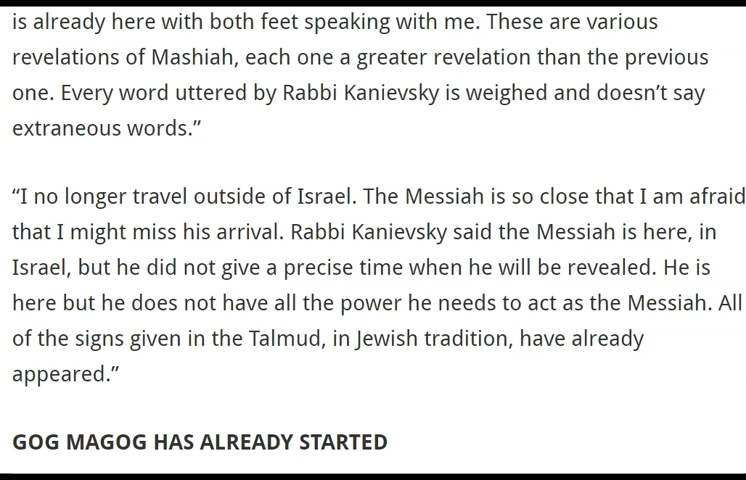 is already here with both feet speaking with me. These are various
revelations of Mashiah, each one a greater revelation than the previous
one. Every word uttered by Rabbi Kanievsky is weighed and doesn’t say
extraneous words.”
“I no longer travel outside of Israel. The Messiah is so close that I am afraid
that I might miss his arrival. Rabbi Kanievsky said the Messiah is here, in
Israel, but he did not give a precise time when he will be revealed. He is
here but he does not have all the power he needs to act as the Messiah. All
of the signs given in the Talmud, in Jewish tradition, have already
appeared.”
GOG MAGOG HAS ALREADY STARTED